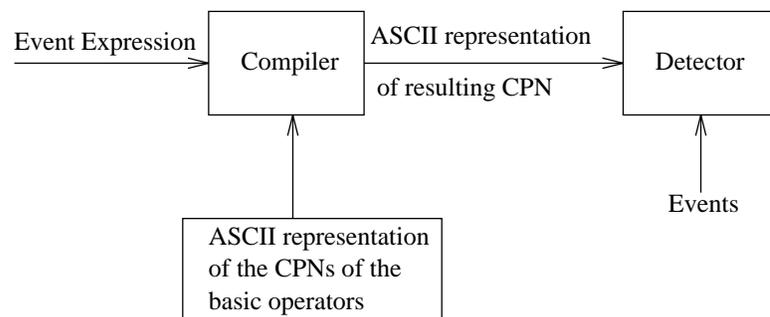 Event Expression
Compiler
ASCII representation
of resulting CPN
Detector
Events
ASCII representation
of the CPNs of the
basic operators